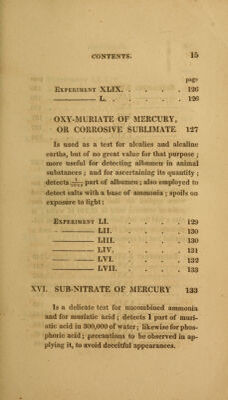 CONTENTS. 15
page
EXPERIMENT XLIX. . . . . 126
———— L. . . . . . 126
OXY-MURIATE OF MERCURY,
OR CORROSIVE SUBLIMATE 127
Is used as a test for alcalies and alcaline
earths, but of no great value for that purpose ;
more useful for detecting albumen in animal
substances ; and for ascertaining its quantity ;
detects part of albumen; also employed to
detect salts with a base of ammonia ; spoils on
exposure to light:
EXPERIMENT LI. . . . . 129
———— LII. . . . . 130
———— LIII. . . . . 130
———— LIV. . . . . 131
———— LVI. . . . . 132
———— LVII. . . . . 133
XVI. SUB-NITRATE OF MERCURY 133
Is a delicate test for uncombined ammonia
and for muriatic acid ; detects 1 part of muri-
atic acid in 300,000 of water; likewise for phos-
phoric acid; precautions to be observed in ap-
plying it, to avoid deceitful appearances.